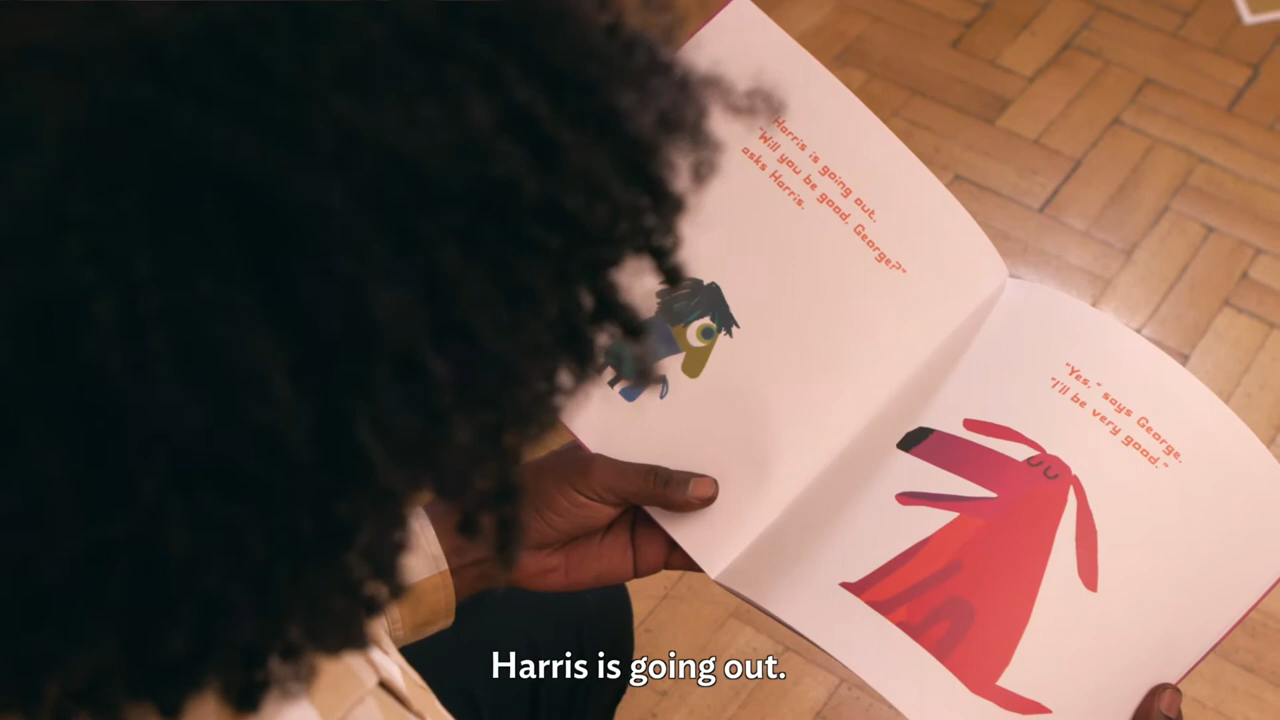 Harris is going out.
"Will you be good, George?"
asks Harris.
"Yes," says George.
"I'll be very good."
Harris is going out.